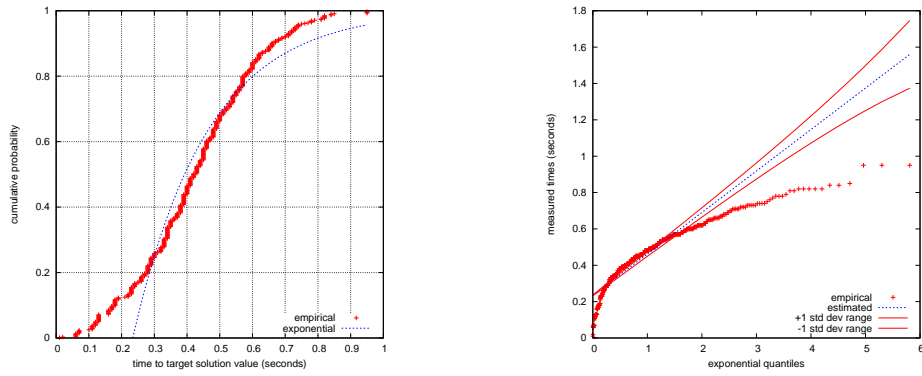 cumulative probability
1
0.8
0.6
0.4
0.2
0
0 0.1 0.2 0.3 0.4 0.5 0.6 0.7 0.8 0.9 1
time to target solution value (seconds)
empirical
exponential
measured times (seconds)
1.8
1.6
1.4
1.2
1
0.8
0.6
0.4
0.2
0
0 1 2 3 4 5 6
exponential quantiles
empirical
estimated
+1 std dev range
-1 std dev range